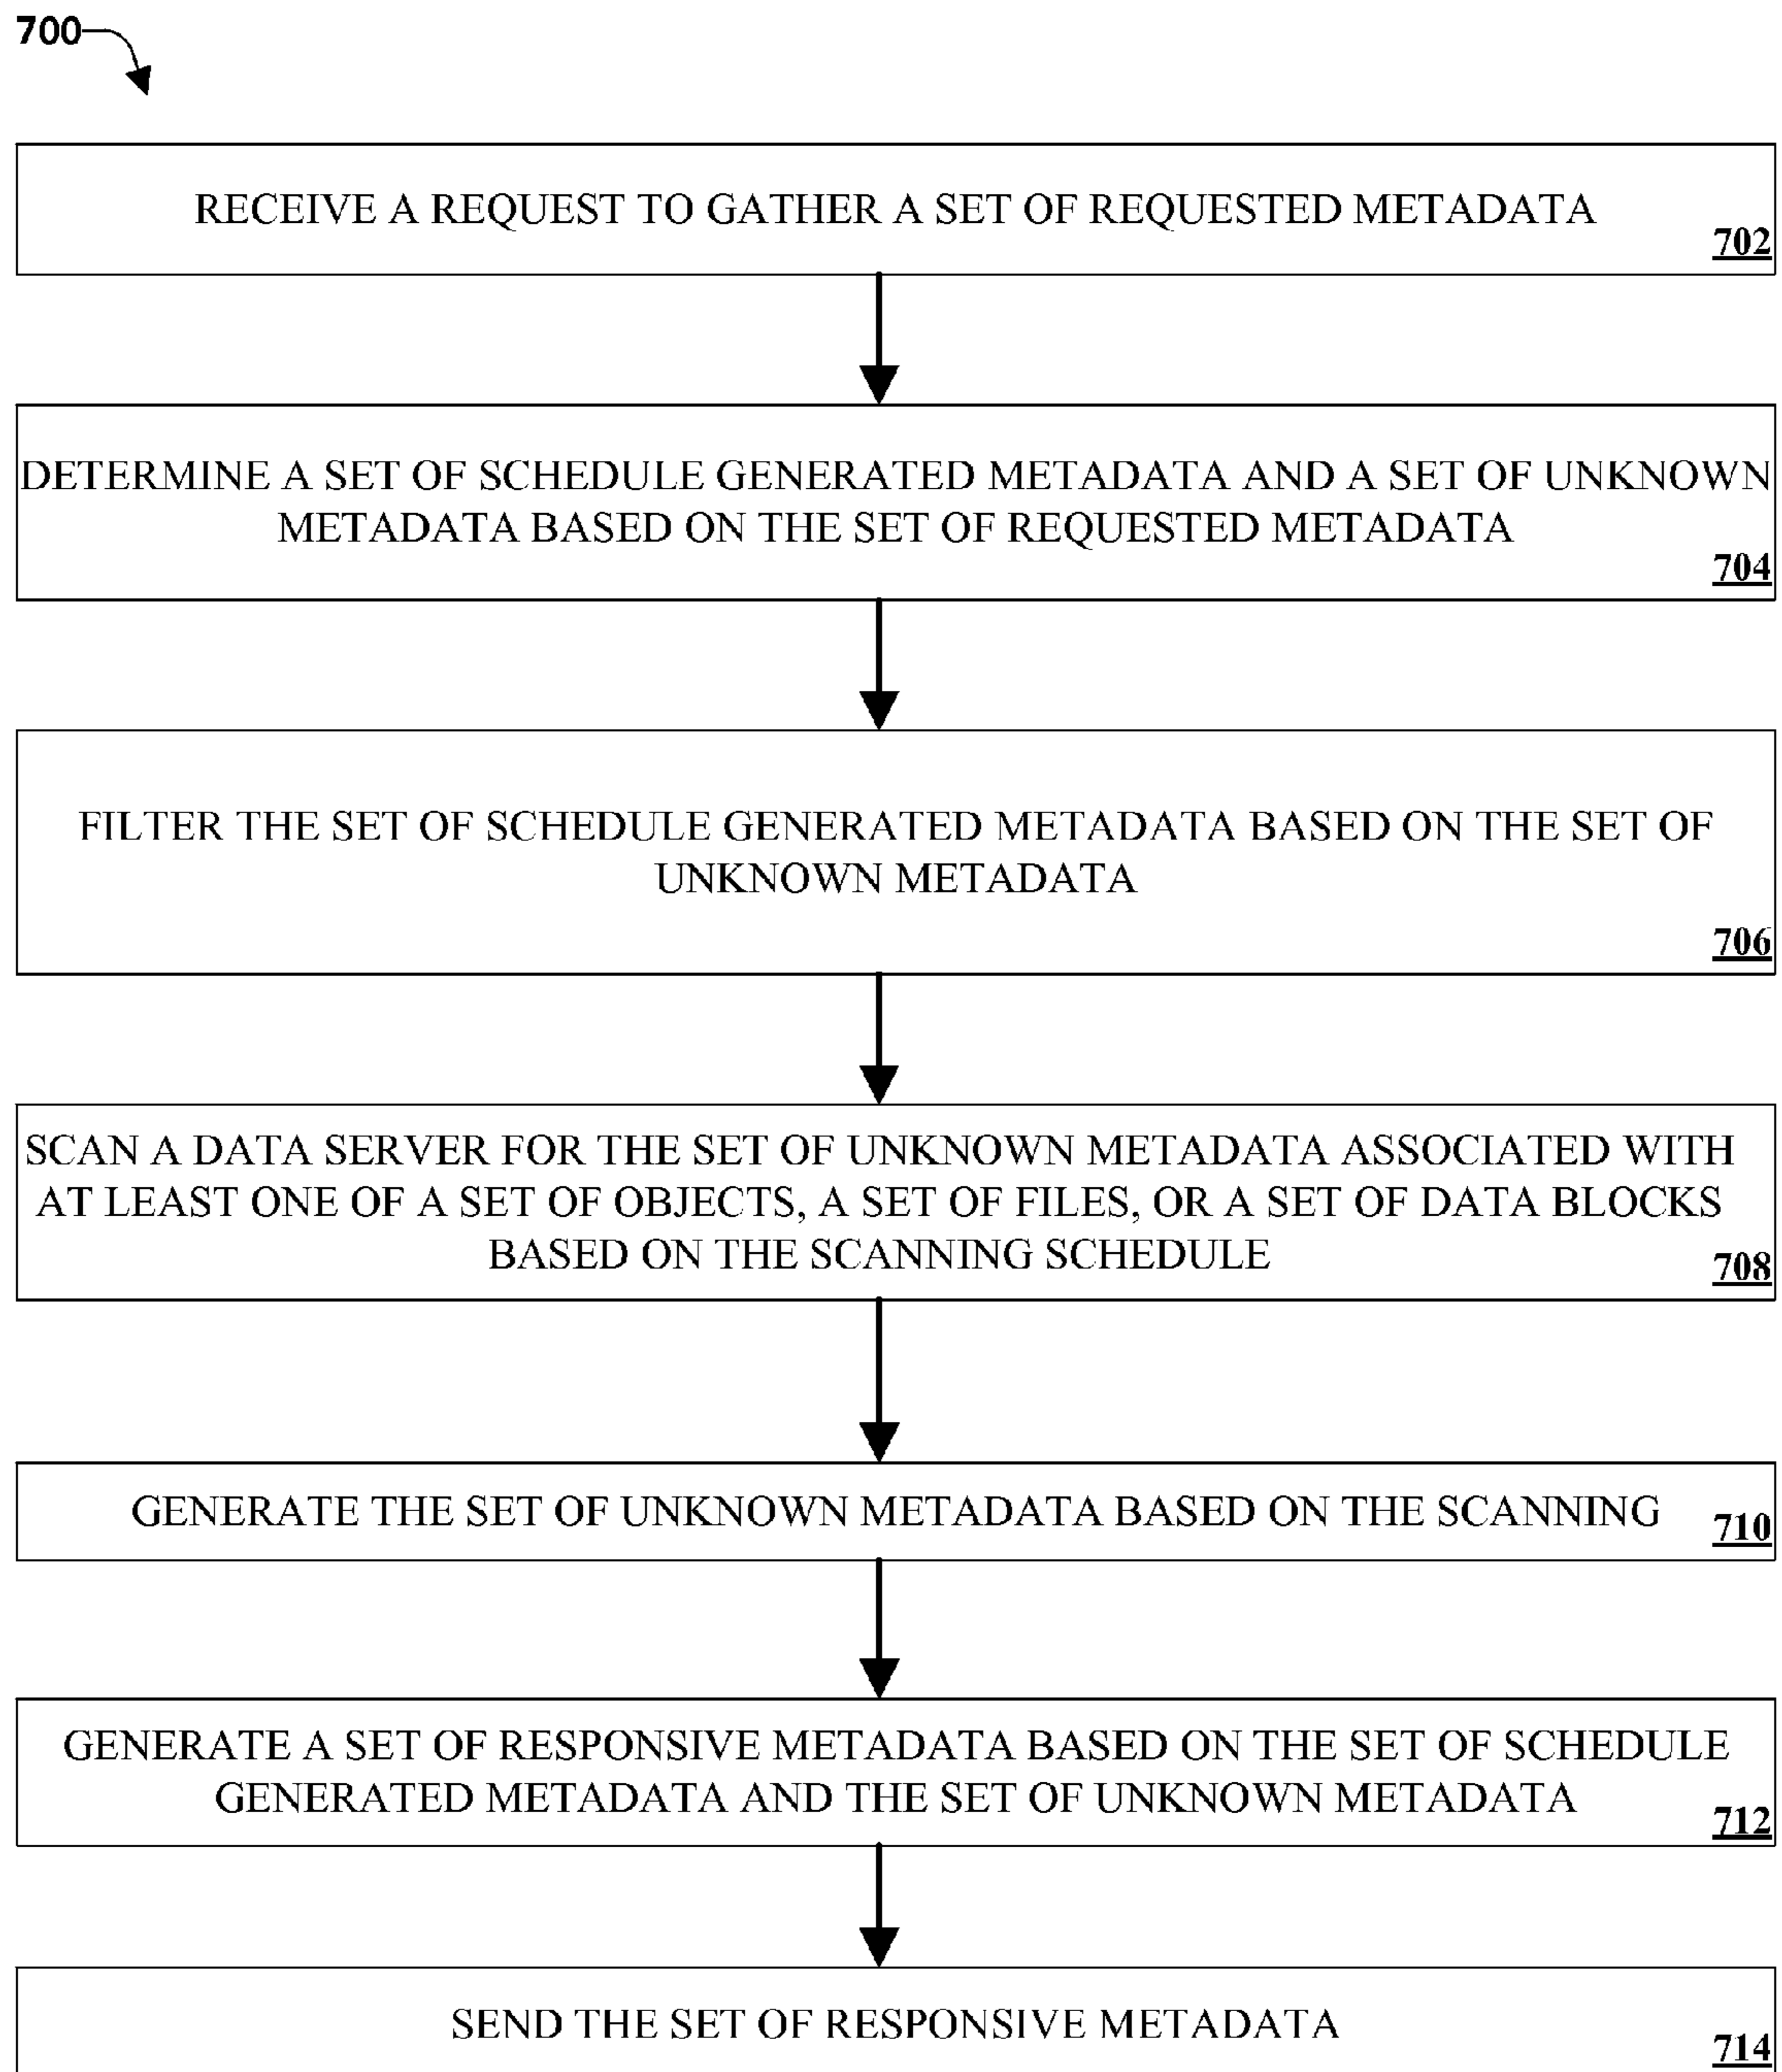 700
RECEIVE A REQUEST TO GATHER A SET OF REQUESTED METADATA
702
DETERMINE A SET OF SCHEDULE GENERATED METADATA AND A SET OF UNKNOWN
METADATA BASED ON THE SET OF REQUESTED METADATA
704
FILTER THE SET OF SCHEDULE GENERATED METADATA BASED ON THE SET OF
UNKNOWN METADATA
706
SCAN A DATA SERVER FOR THE SET OF UNKNOWN METADATA ASSOCIATED WITH
AT LEAST ONE OF A SET OF OBJECTS, A SET OF FILES, OR A SET OF DATA BLOCKS
BASED ON THE SCANNING SCHEDULE
708
GENERATE THE SET OF UNKNOWN METADATA BASED ON THE SCANNING
710
GENERATE A SET OF RESPONSIVE METADATA BASED ON THE SET OF SCHEDULE
GENERATED METADATA AND THE SET OF UNKNOWN METADATA
712
SEND THE SET OF RESPONSIVE METADATA
714